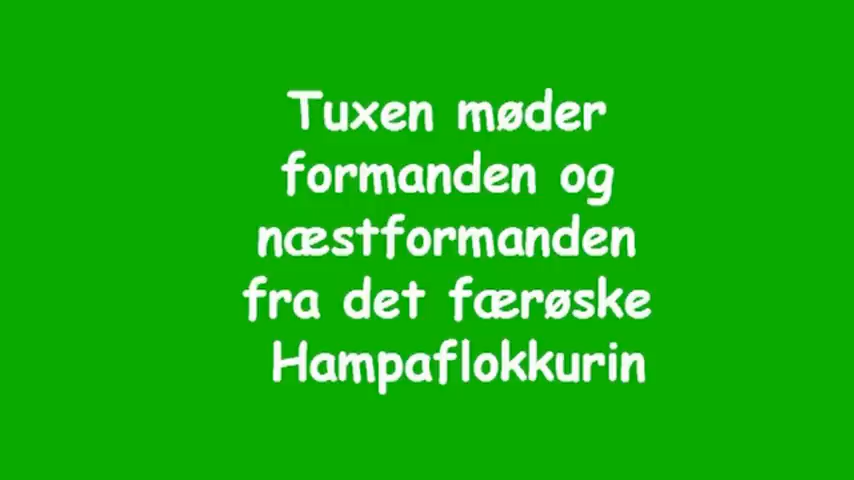 Tuxen møder
formanden og
næstformanden
fra det færøske
Hampaflokkurin